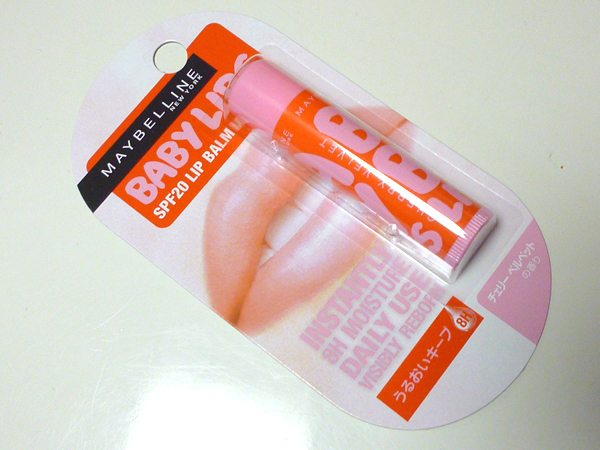 MAYBELLINE
NEW YORK
BABY LIPS
SPF20 LIP BALM
INSTANTLY
8H MOISTURE
DAILY USE
VISIBLY REBORN
うるおいキープ 8H
チェリー ベルベット
の香り